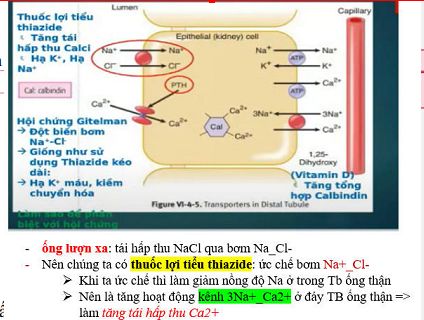 Thuốc lợi tiểu
thiazide
Tăng tái
hấp thu Calci
Hạ K⁺, Hạ
Na⁺
Cal: calbindin
Hội chứng Gitelman
→ Đột biến bơm
Na⁺-Cl⁻
→ Giống như sử
dụng Thiazide kéo
dài:
→ Hạ K⁺ máu, kiềm
chuyển hóa
Làm sao để phân
biệt với hội chứng
Lumen
Capillary
Epithelial (kidney) cell
Na⁺ Na⁺
Cl⁻ Cl⁻
PTH
Ca²⁺
Ca²⁺
Na⁺ Na⁺
ATP
K⁺ K⁺
Ca²⁺
ATP
Ca²⁺
Cal
Ca²⁺
3Na⁺ 3Na⁺
Ca²⁺
1,25-
Dihydroxy
(Vitamin D)
Tăng tổng
hợp Calbindin
Figure VI-4-5. Transporters in Distal Tubule
- ống lượn xa: tái hấp thu NaCl qua bơm Na_Cl-
- Nên chúng ta có thuốc lợi tiểu thiazide: ức chế bơm Na+_Cl-
➤ Khi ta ức chế thì làm giảm nồng độ Na ở trong Tb ống thận
➤ Nên là tăng hoạt động kênh 3Na+_Ca2+ ở đáy TB ống thận =>
làm tăng tái hấp thu Ca2+